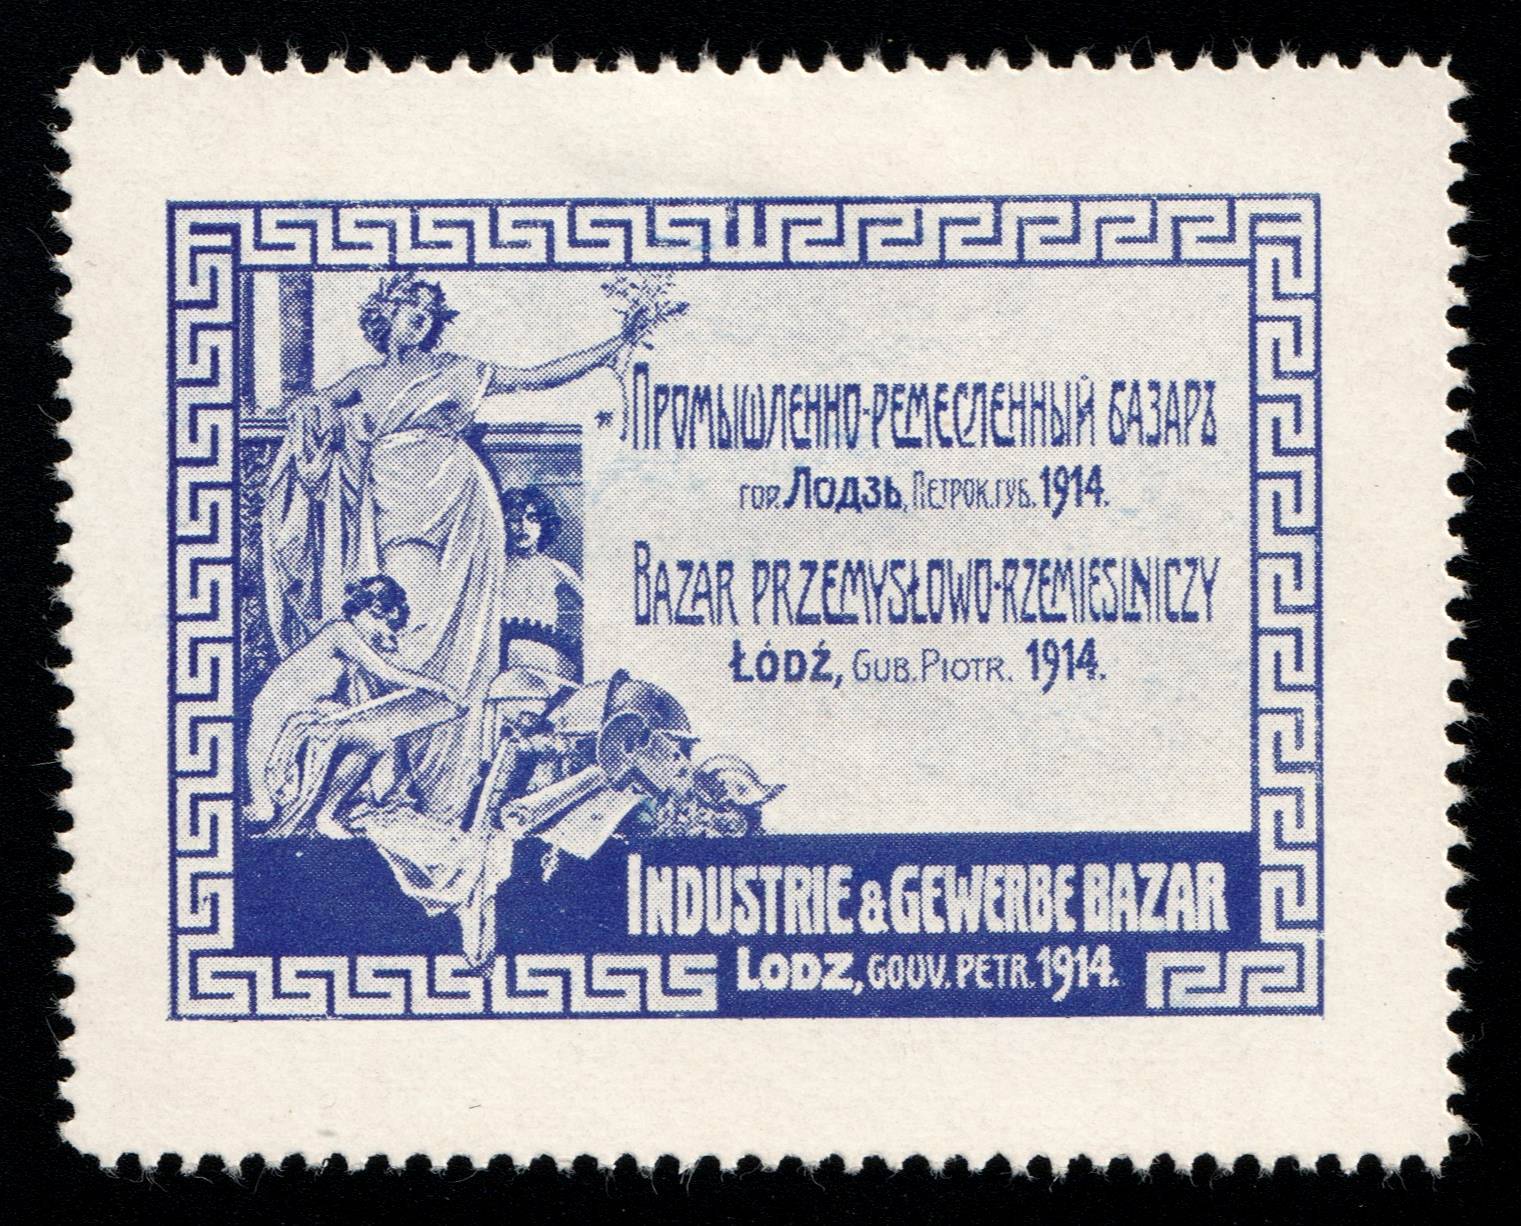 Промышленно-ремесленный базаръ
гор. Лодзь, Петрок. губ. 1914.
Bazar przemysłowo-rzemieslniczy
Łódź, Gub. Piotr. 1914.
Industrie & Gewerbe Bazar
Lodz, Gouv. Petr. 1914.